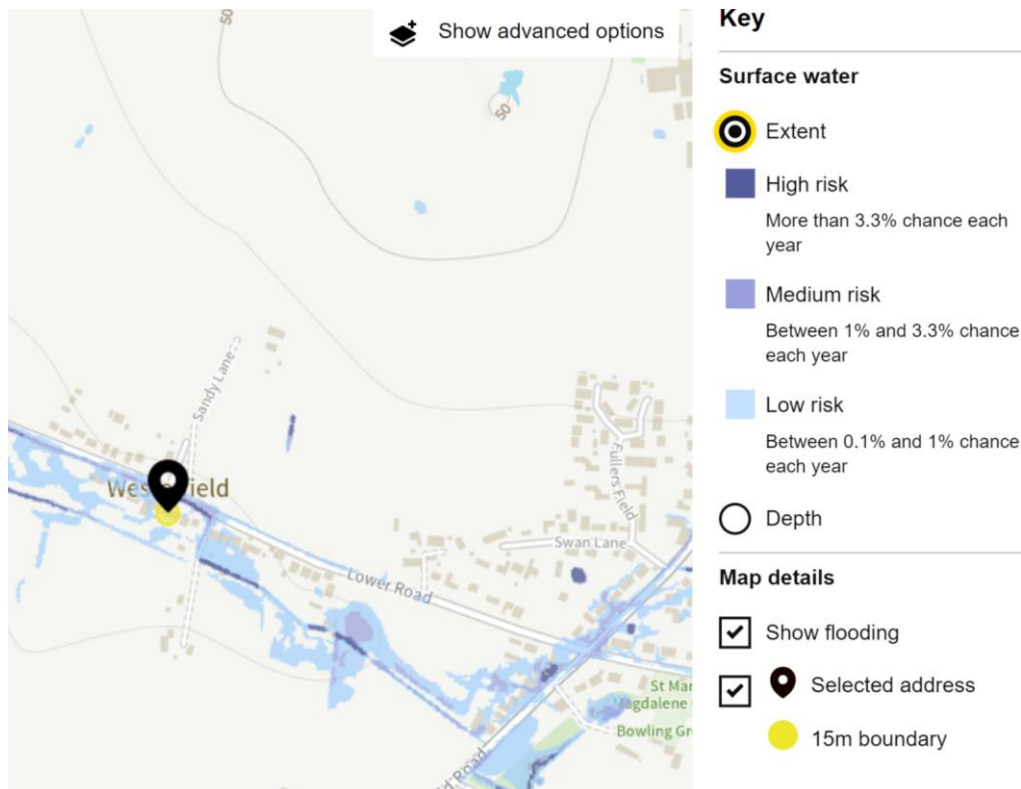 50
Show advanced options
50
Sandy Lane
Fullers Field
Swan Lane
Lower Road
St Mar
Magdalene
Bowling Gr
d Road
Key
Surface water
Extent
High risk
More than 3.3% chance each
year
Medium risk
Between 1% and 3.3% chance
each year
Low risk
Between 0.1% and 1% chance
each year
Depth
Map details
Show flooding
Selected address
15m boundary